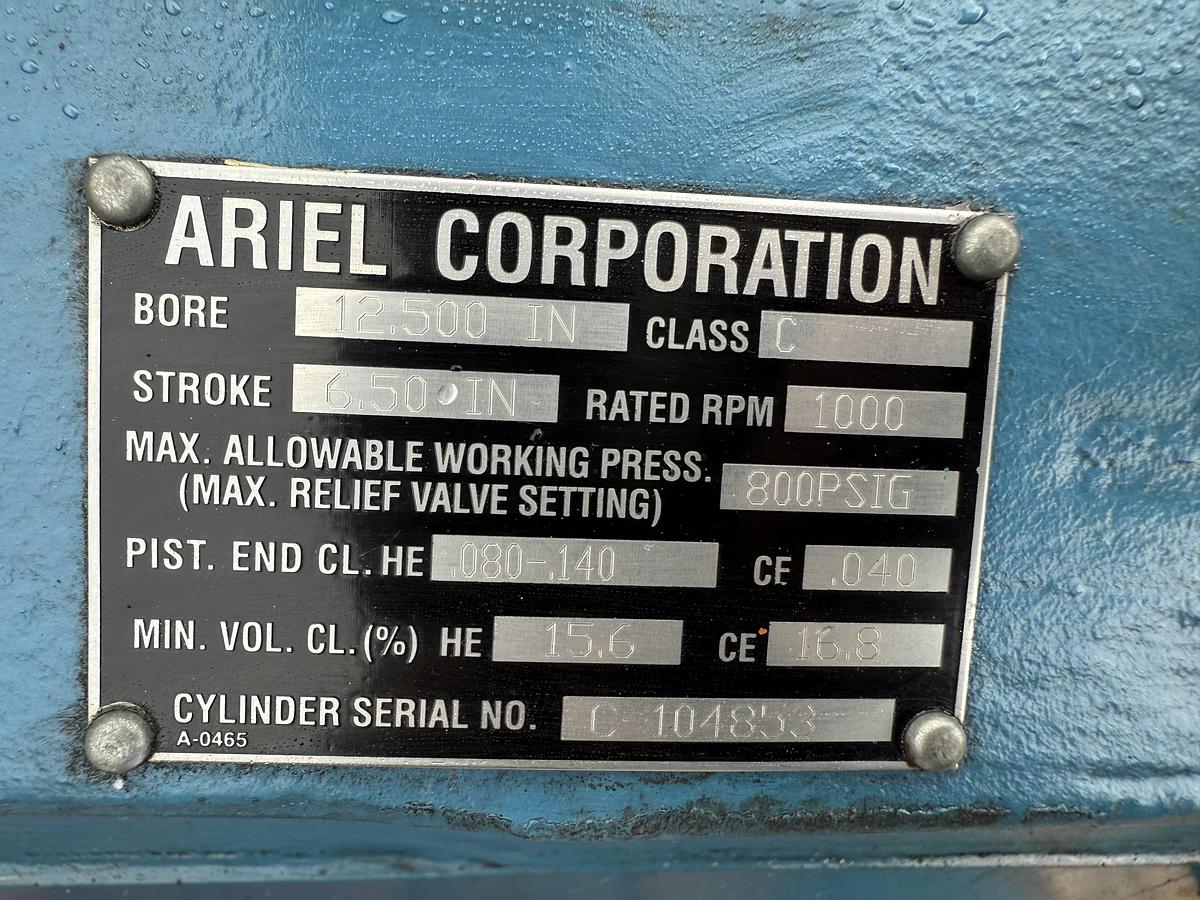 ARIEL CORPORATION
BORE 12.500 IN CLASS C
STROKE 6.50 IN RATED RPM 1000
MAX. ALLOWABLE WORKING PRESS.
(MAX. RELIEF VALVE SETTING) 800PSIG
PIST. END CL. HE .080-.140 CE .040
MIN. VOL. CL. (%) HE 15.6 CE 16.8
CYLINDER SERIAL NO. C-104853
A-0465